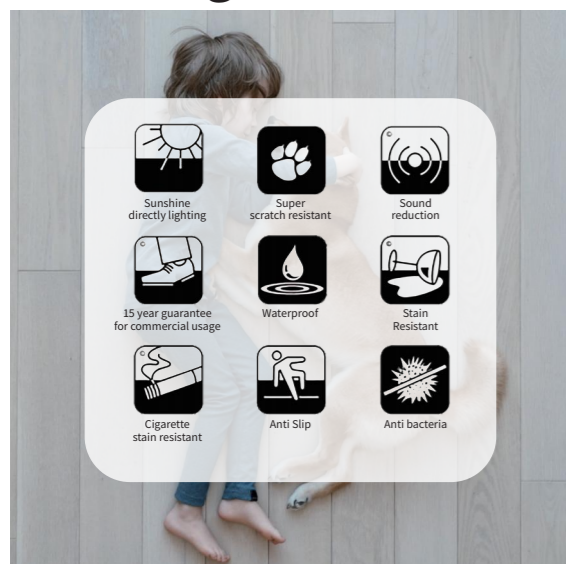 Sunshine
directly lighting
Super
scratch resistant
Sound
reduction
15 year guarantee
for commercial usage
Waterproof
Stain
Resistant
Cigarette
stain resistant
Anti Slip
Anti bacteria